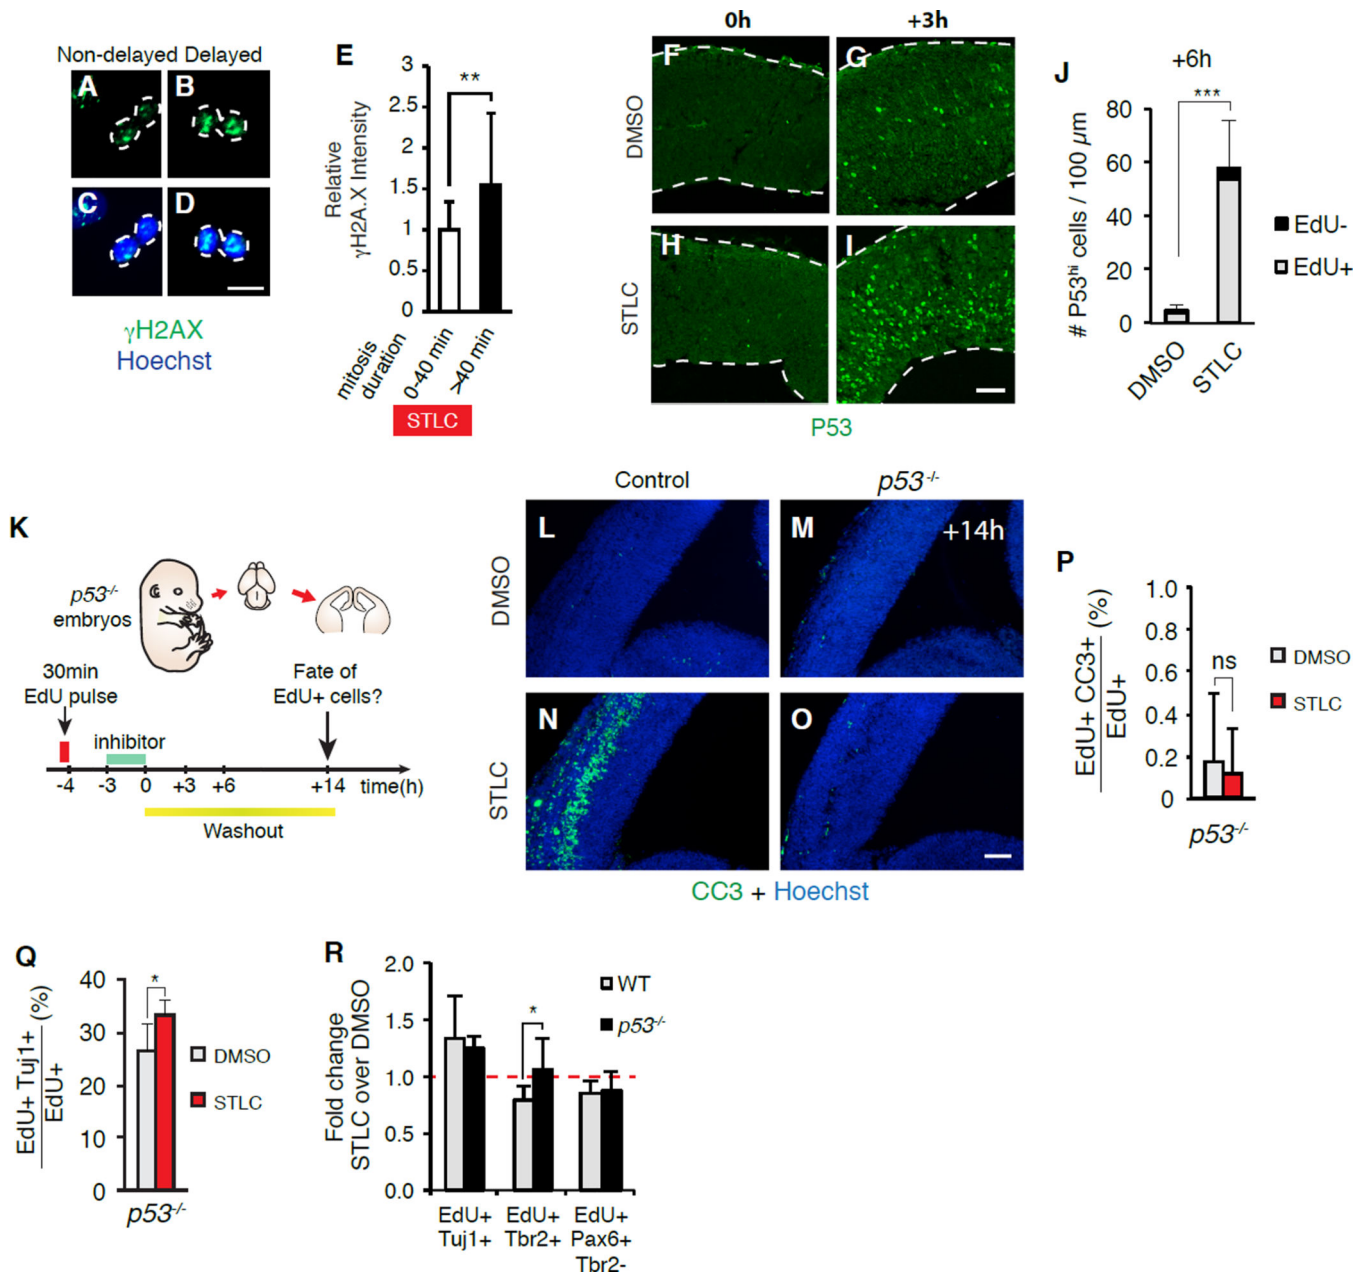 Non-delayed Delayed
A
B
C
D
γH2AX
Hoechst
E
Relative
γH2A.X Intensity
3
2.5
2
1.5
1
0.5
0
**
mitosis
duration
0-40 min
>40 min
STLC
0h
+3h
DMSO
STLC
F
G
H
I
P53
J
+6h
***
# P53hi cells / 100 µm
80
60
40
20
0
DMSO
STLC
EdU-
EdU+
K
p53-/-
embryos
30min
EdU pulse
Fate of
EdU+ cells?
inhibitor
-4
-3
0
+3
+6
+14
time(h)
Washout
Control
p53-/-
DMSO
STLC
L
M
+14h
N
O
CC3 + Hoechst
P
EdU+ CC3+
EdU+
(%)
1.0
0.8
0.6
0.4
0.2
0
ns
DMSO
STLC
p53-/-
Q
EdU+ Tuj1+
EdU+
(%)
40
30
20
10
0
*
DMSO
STLC
p53-/-
R
Fold change
STLC over DMSO
2.0
1.5
1.0
0.5
0.0
*
WT
p53-/-
EdU+
Tuj1+
EdU+
Tbr2+
EdU+
Pax6+
Tbr2-